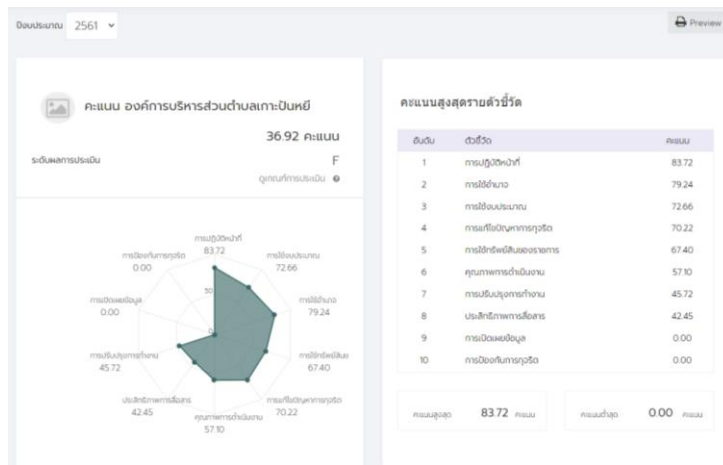 ปีงบประมาณ 2561
Preview
คะแนน องค์การบริหารส่วนตำบลเกาะปันหยี
36.92 คะแนน
ระดับผลการประเมิน F
ดูเกณฑ์การประเมิน
การปฏิบัติหน้าที่
83.72
การใช้งบประมาณ
72.66
การใช้อำนาจ
79.24
การใช้ทรัพย์สินข
67.40
การแก้ไขปัญหาการทุจริต
70.22
คุณภาพการดำเนินงาน
57.10
ประสิทธิภาพการสื่อสาร
42.45
การปรับปรุงการทำงาน
45.72
การเปิดเผยข้อมูล
0.00
การป้องกันการทุจริต
0.00
50
0
คะแนนสูงสุดรายตัวชี้วัด
อันดับ ตัวชี้วัด คะแนน
1 การปฏิบัติหน้าที่ 83.72
2 การใช้อำนาจ 79.24
3 การใช้งบประมาณ 72.66
4 การแก้ไขปัญหาการทุจริต 70.22
5 การใช้ทรัพย์สินของราชการ 67.40
6 คุณภาพการดำเนินงาน 57.10
7 การปรับปรุงการทำงาน 45.72
8 ประสิทธิภาพการสื่อสาร 42.45
9 การเปิดเผยข้อมูล 0.00
10 การป้องกันการทุจริต 0.00
คะแนนสูงสุด 83.72 คะแนน
คะแนนต่ำสุด 0.00 คะแนน